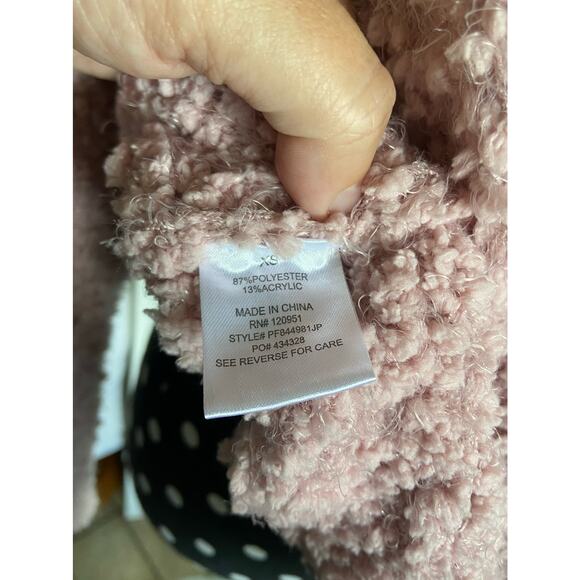 XS
87%POLYESTER
13%ACRYLIC
MADE IN CHINA
RN# 120951
STYLE# PF844981JP
PO# 434328
SEE REVERSE FOR CARE